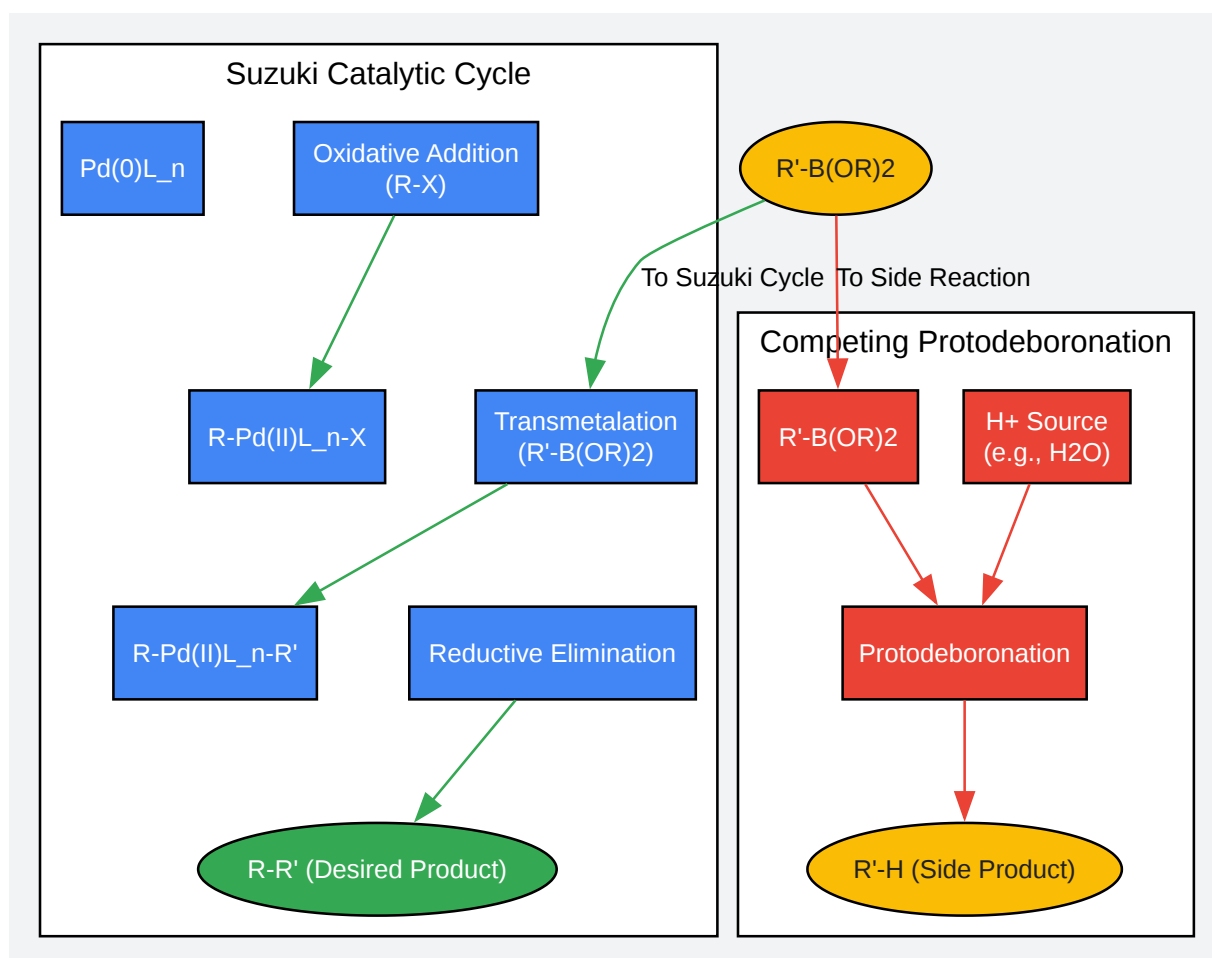 Suzuki Catalytic Cycle
Pd(0)L_n
Oxidative Addition
(R-X)
R'-B(OR)2
To Suzuki Cycle
To Side Reaction
Competing Protodeboronation
R-Pd(II)L_n-X
Transmetalation
(R'-B(OR)2)
R'-B(OR)2
H+ Source
(e.g., H2O)
R-Pd(II)L_n-R'
Reductive Elimination
Protodeboronation
R-R' (Desired Product)
R'-H (Side Product)